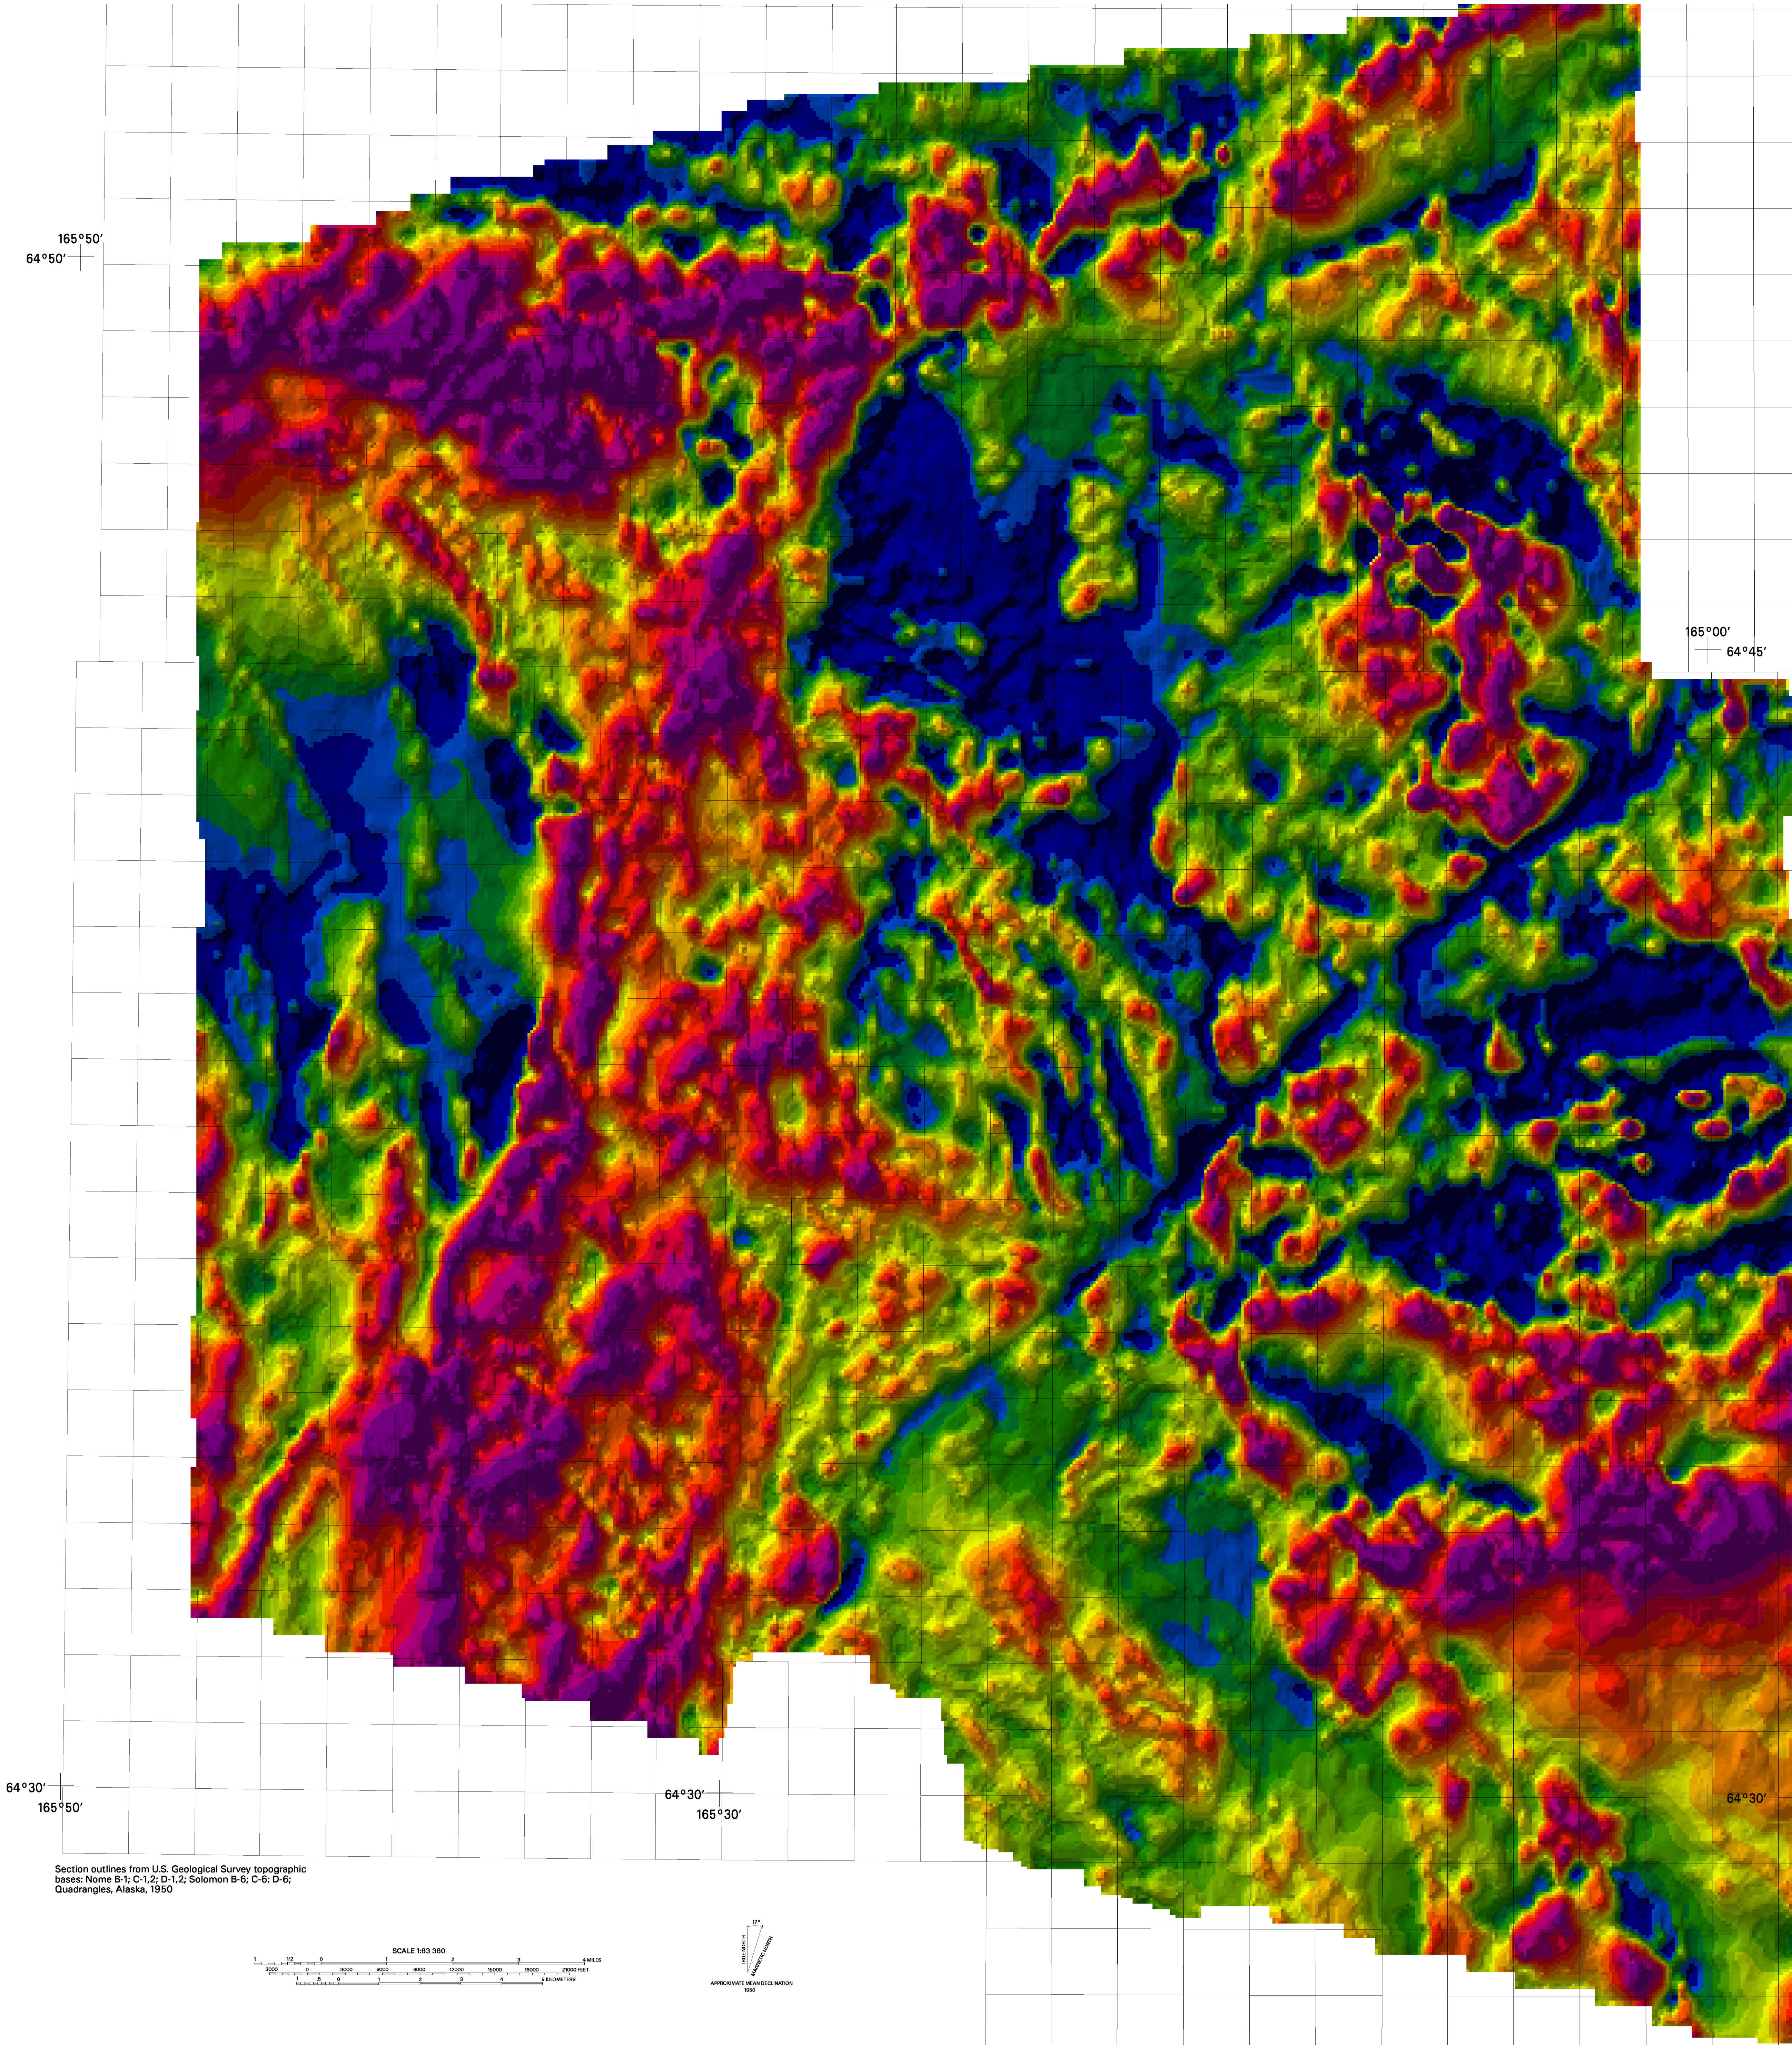 165°50'
64°50'
165°00'
64°45'
64°30'
165°50'
64°30'
165°30'
64°30'
Section outlines from U.S. Geological Survey topographic
bases: Nome B-1; C-1,2; D-1,2; Solomon B-6; C-6; D-6;
Quadrangles, Alaska, 1950
SCALE 1:63 360
1 1/2 0 1 2 3 4 MILES
3000 0 3000 6000 9000 12000 15000 18000 21000 FEET
1 .5 0 1 2 3 4 5 KILOMETERS
17°
TRUE NORTH
MAGNETIC NORTH
APPROXIMATE MEAN DECLINATION
1950